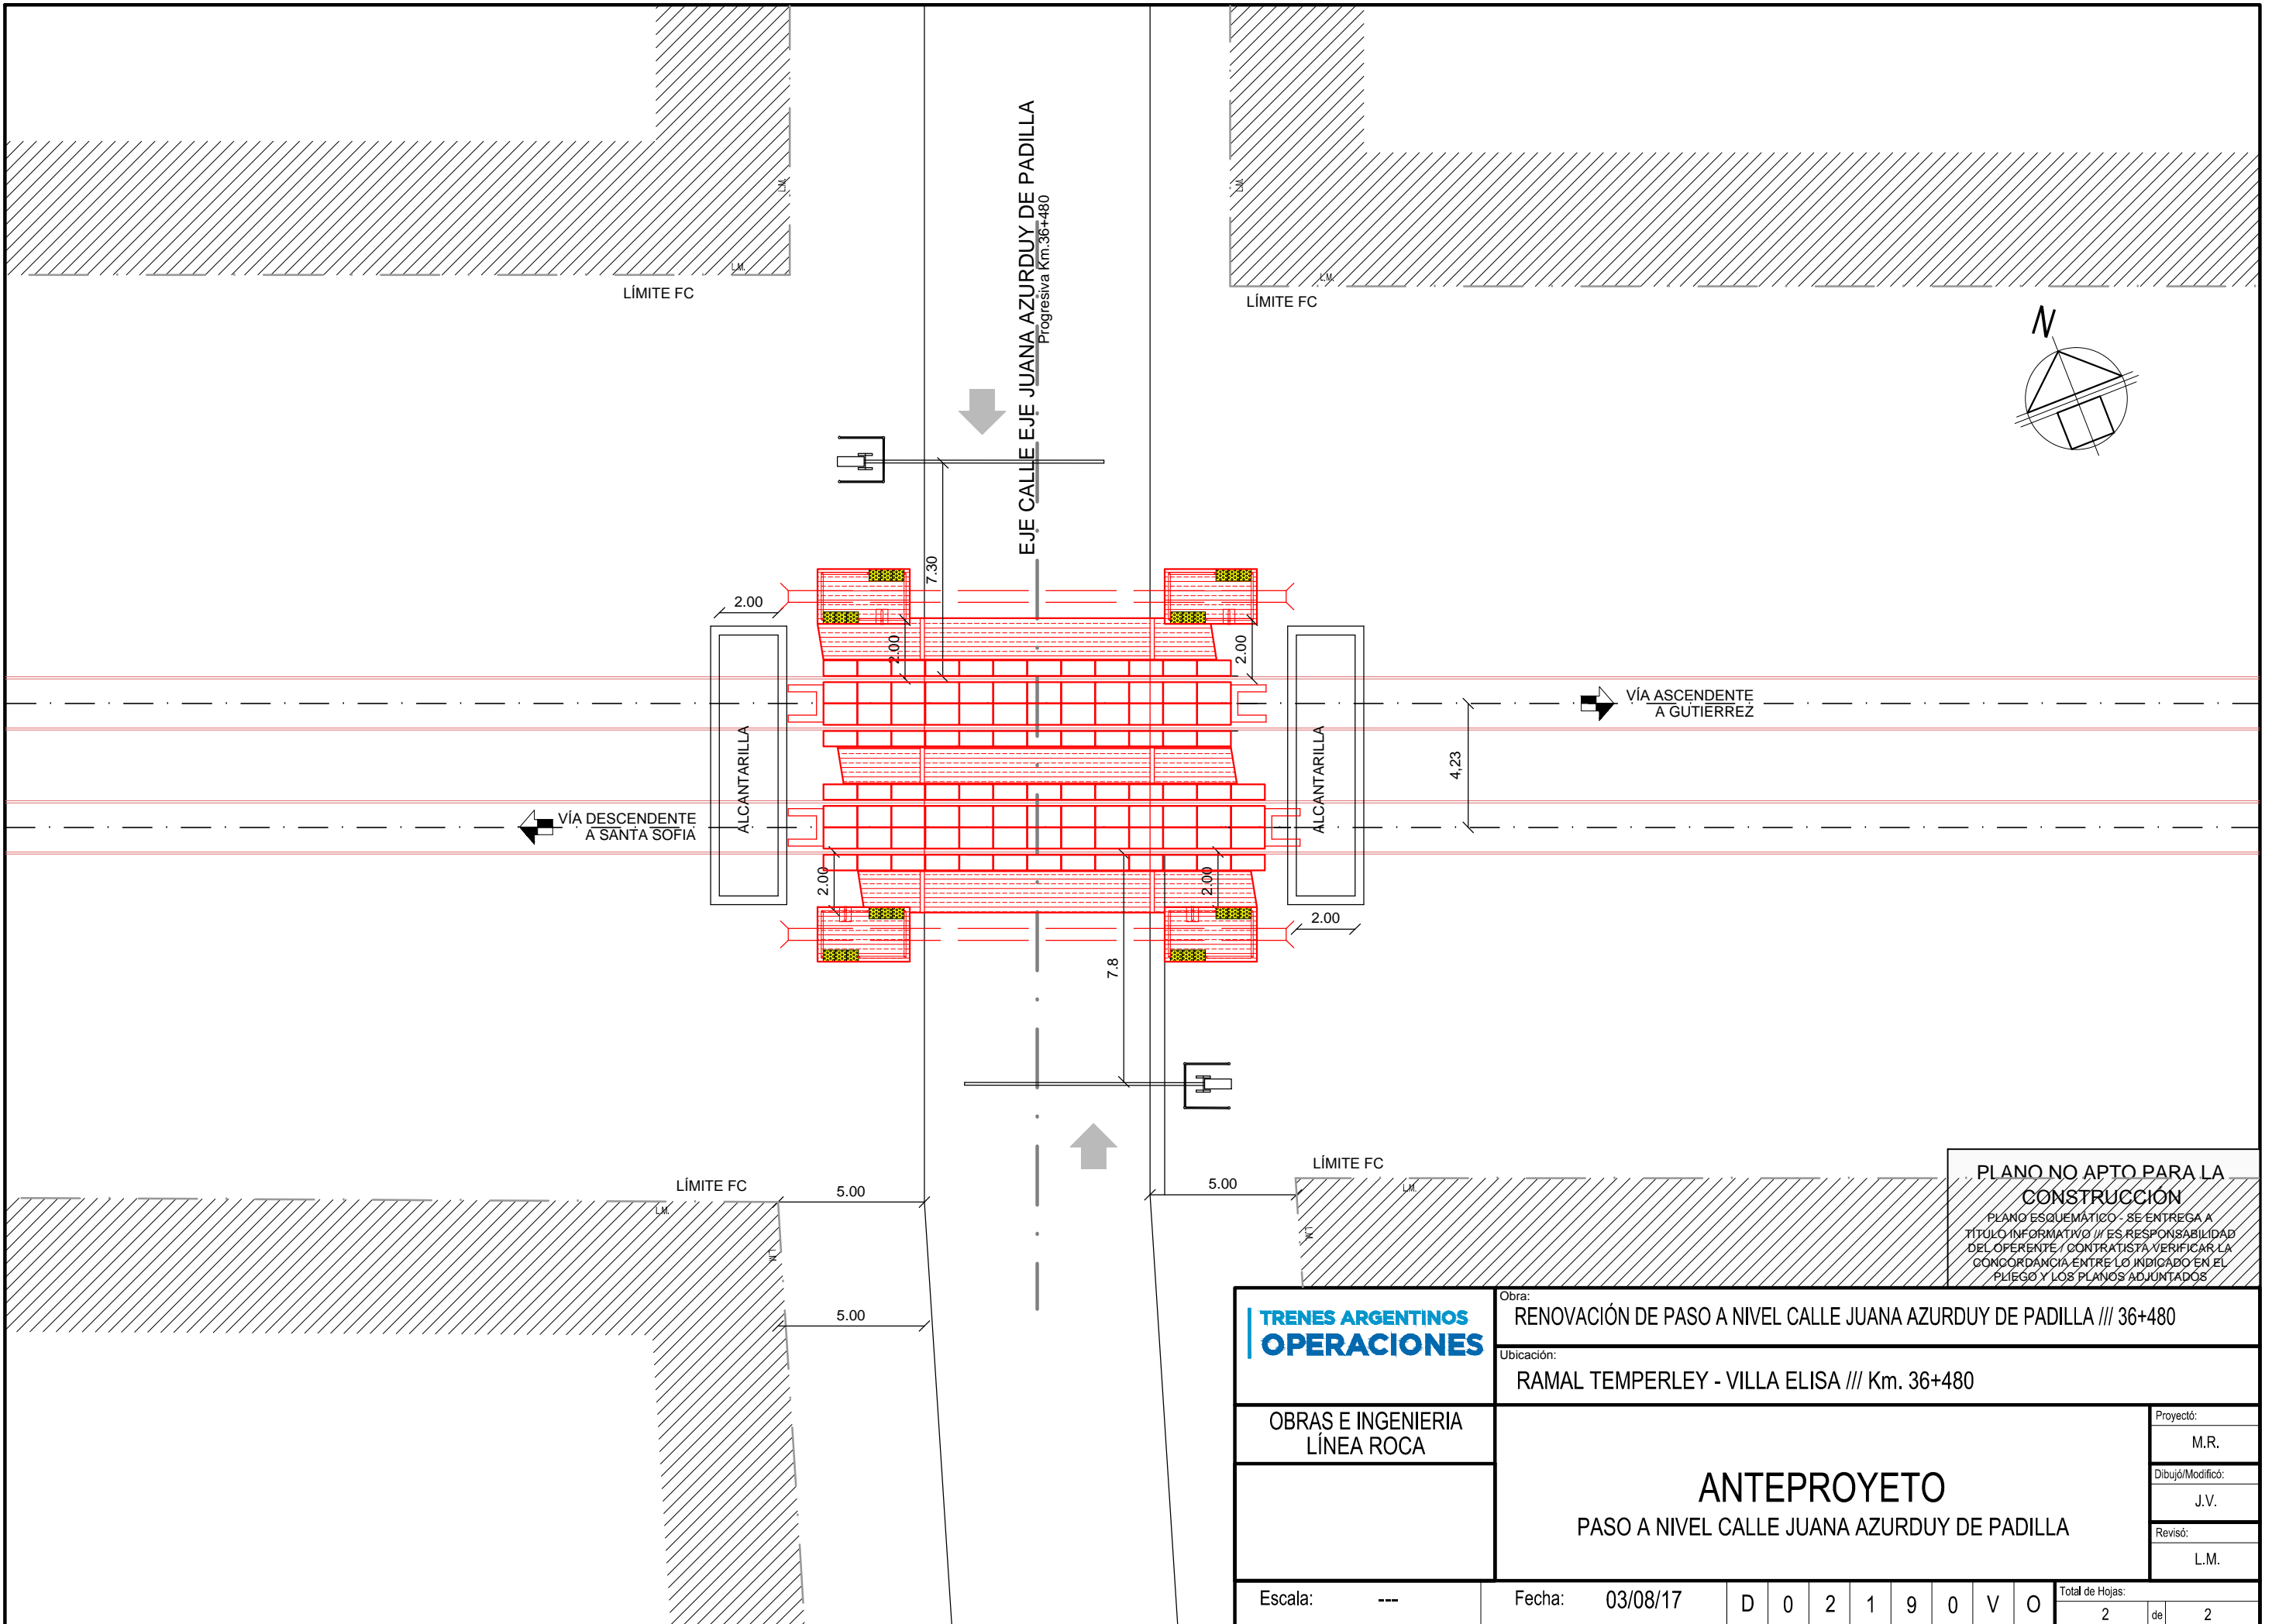 EJE CALLE EJE JUANA AZURDUY DE PADILLA
Progresiva Km.36+480
L.M.
L.M.
L.M.
L.M.
LÍMITE FC
LÍMITE FC
N
7.30
2.00
2.00
2.00
VÍA ASCENDENTE
A GUTIERREZ
ALCANTARILLA
ALCANTARILLA
4,23
VÍA DESCENDENTE
A SANTA SOFIA
2.00
2.00
2.00
7.8
LÍMITE FC
LÍMITE FC
5.00
5.00
L.M.
L.M.
L.M.
L.M.
5.00
PLANO NO APTO PARA LA
CONSTRUCCIÓN
PLANO ESQUEMÁTICO - SE ENTREGA A
TÍTULO INFORMATIVO /// ES RESPONSABILIDAD
DEL OFERENTE / CONTRATISTA VERIFICAR LA
CONCORDANCIA ENTRE LO INDICADO EN EL
PLIEGO Y LOS PLANOS ADJUNTADOS
TRENES ARGENTINOS
OPERACIONES
Obra:
RENOVACIÓN DE PASO A NIVEL CALLE JUANA AZURDUY DE PADILLA /// 36+480
Ubicación:
RAMAL TEMPERLEY - VILLA ELISA /// Km. 36+480
OBRAS E INGENIERIA
LÍNEA ROCA
ANTEPROYETO
PASO A NIVEL CALLE JUANA AZURDUY DE PADILLA
Proyectó:
M.R.
Dibujó/Modificó:
J.V.
Revisó:
L.M.
Escala: ---
Fecha: 03/08/17
D 0 2 1 9 0 V O
Total de Hojas:
2 de 2